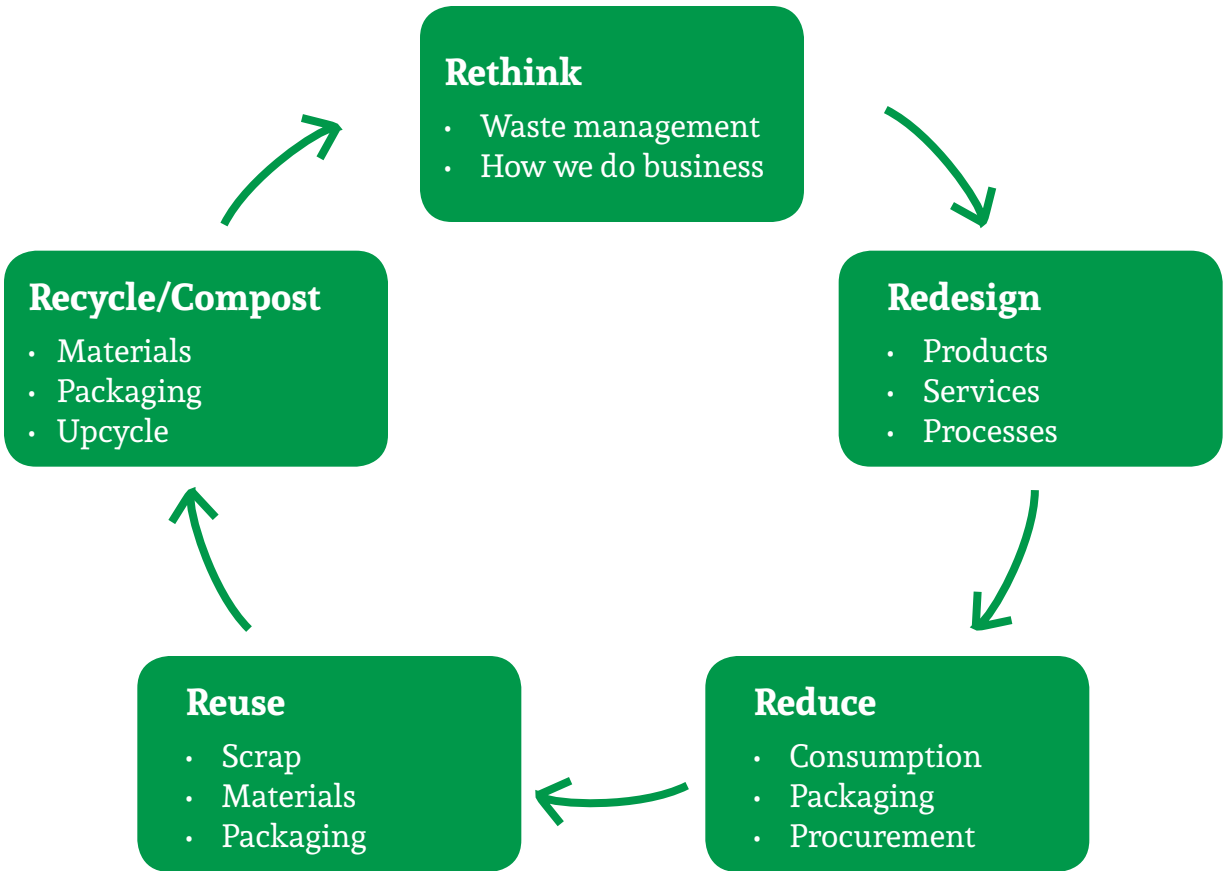 Rethink
• Waste management
• How we do business
Redesign
• Products
• Services
• Processes
Reduce
• Consumption
• Packaging
• Procurement
Reuse
• Scrap
• Materials
• Packaging
Recycle/Compost
• Materials
• Packaging
• Upcycle